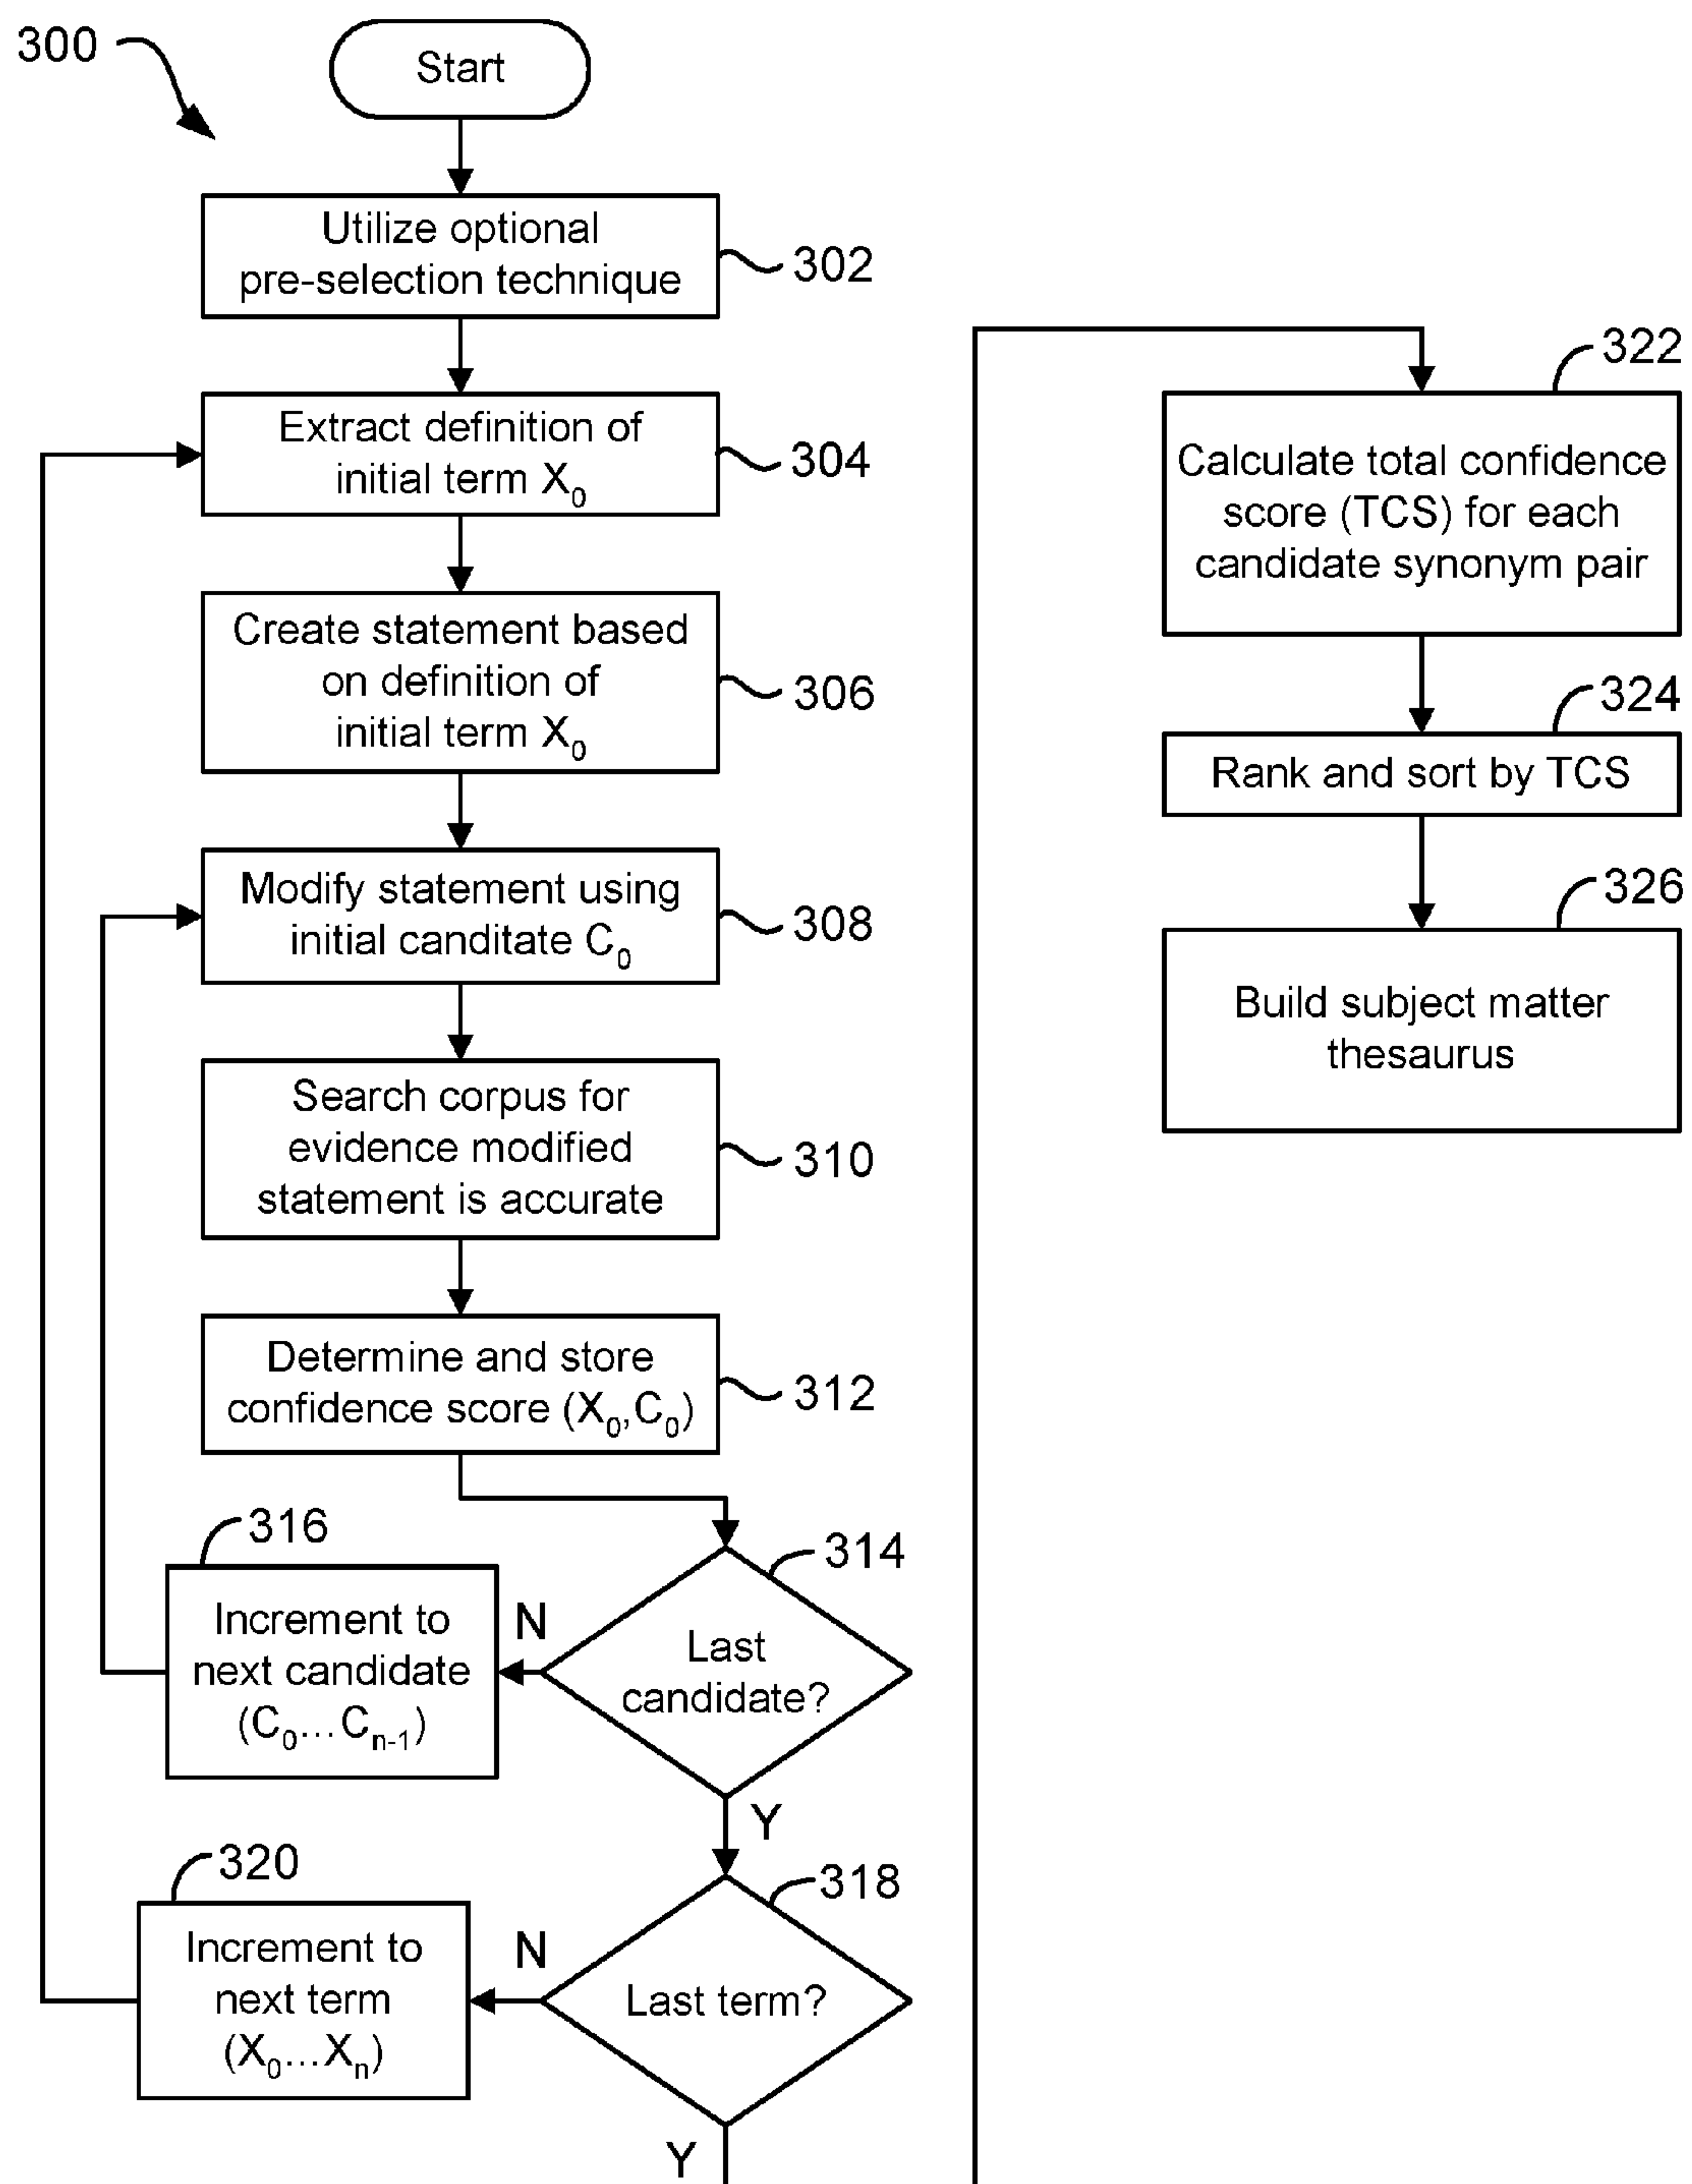 300
Start
Utilize optional
pre-selection technique
302
Extract definition of
initial term X₀
304
Create statement based
on definition of
initial term X₀
306
Modify statement using
initial canditate C₀
308
Search corpus for
evidence modified
statement is accurate
310
Determine and store
confidence score (X₀,C₀)
312
314
Last
candidate?
N
Y
316
Increment to
next candidate
(C₀...Cₙ₋₁)
318
Last term?
N
Y
320
Increment to
next term
(X₀...Xₙ)
322
Calculate total confidence
score (TCS) for each
candidate synonym pair
324
Rank and sort by TCS
326
Build subject matter
thesaurus